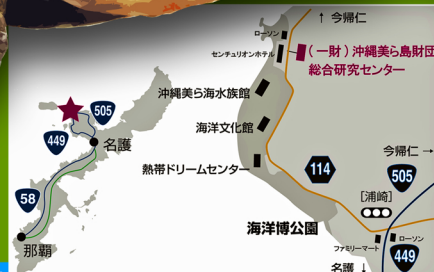 ↑ 今帰仁
ローソン
センチュリオンホテル
(一財)沖縄美ら島財団
総合研究センター
沖縄美ら海水族館
海洋文化館
熱帯ドリームセンター
505
449
名護
58
那覇
114
今帰仁 →
505
[浦崎]
海洋博公園
ファミリーマート
ローソン
449
名護 ↓